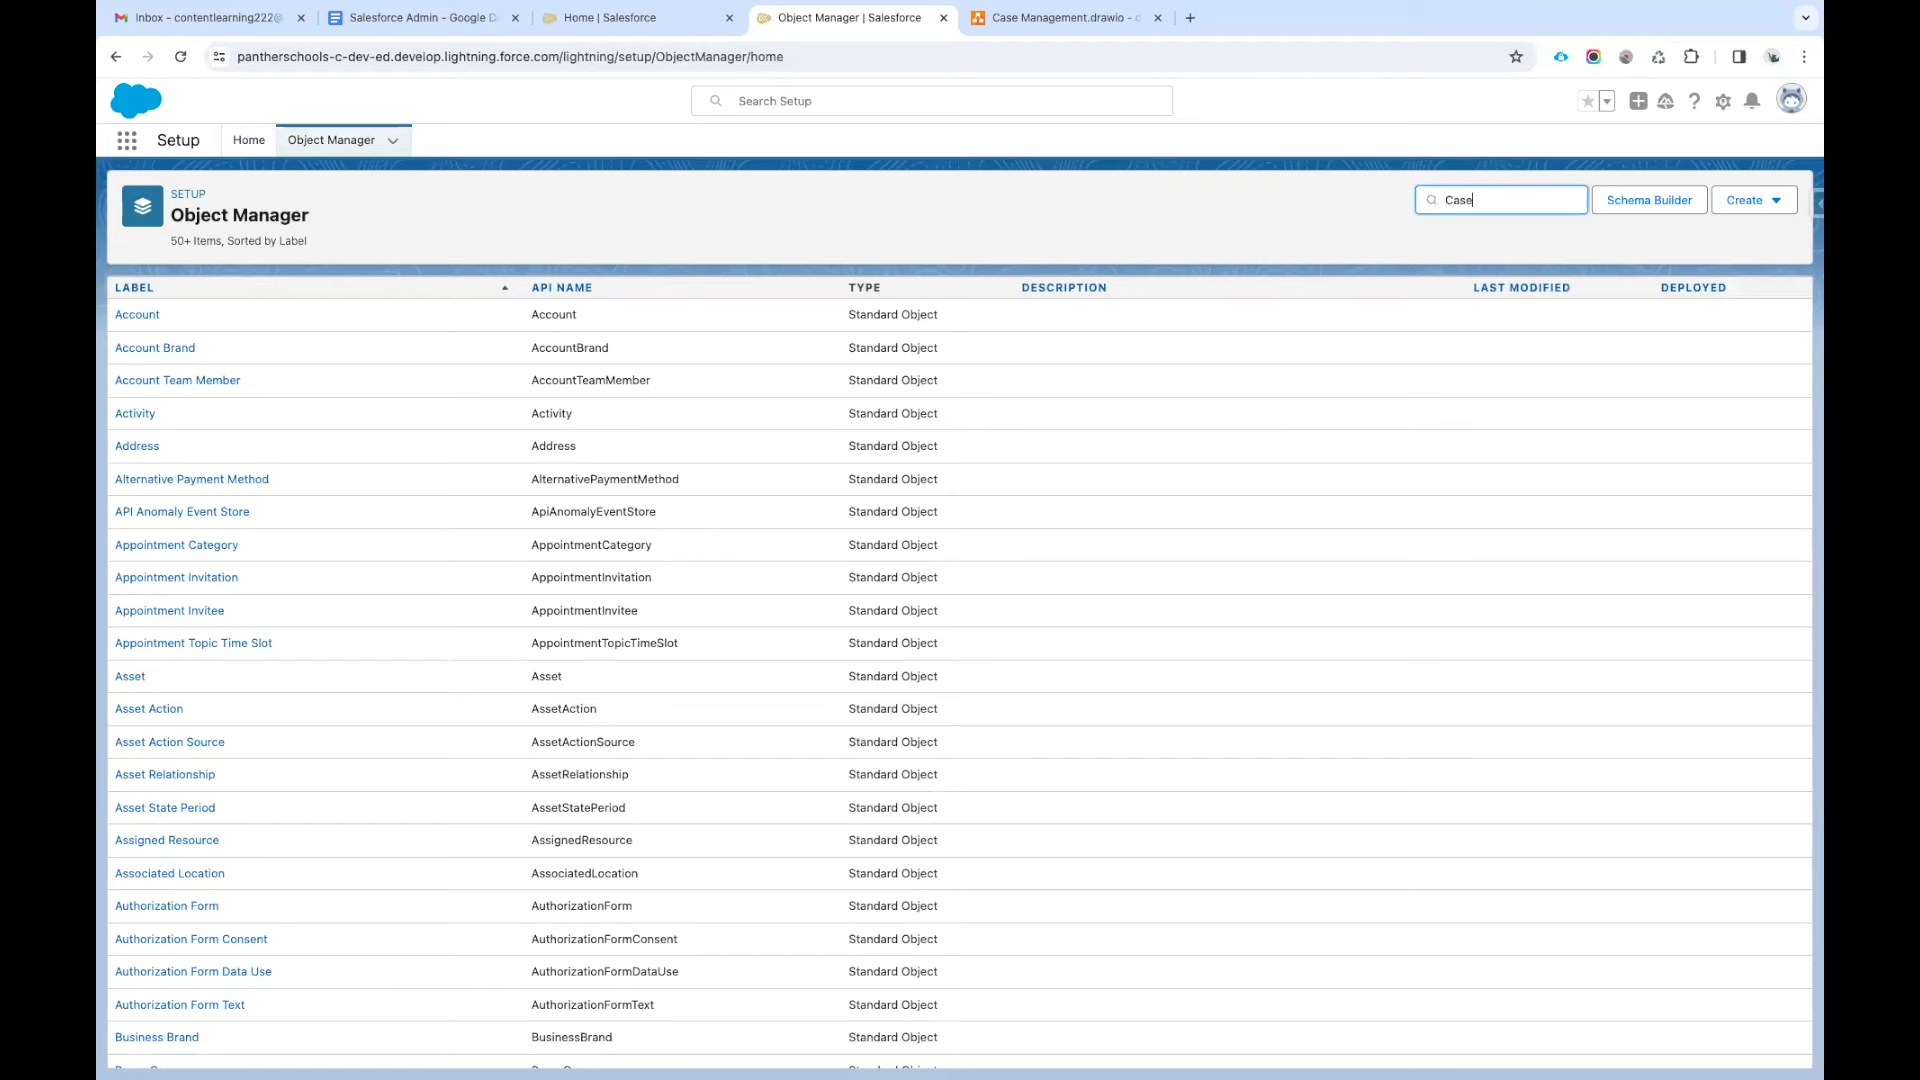 Inbox - contentlearning222@
Salesforce Admin - Google D
Home | Salesforce
Object Manager | Salesforce
Case Management.drawio - d
pantherschools-c-dev-ed.develop.lightning.force.com/lightning/setup/ObjectManager/home
Search Setup
Setup
Home
Object Manager
SETUP
Object Manager
50+ Items, Sorted by Label
Case
Schema Builder
Create
LABEL API NAME TYPE DESCRIPTION LAST MODIFIED DEPLOYED
Account Account Standard Object
Account Brand AccountBrand Standard Object
Account Team Member AccountTeamMember Standard Object
Activity Activity Standard Object
Address Address Standard Object
Alternative Payment Method AlternativePaymentMethod Standard Object
API Anomaly Event Store ApiAnomalyEventStore Standard Object
Appointment Category AppointmentCategory Standard Object
Appointment Invitation AppointmentInvitation Standard Object
Appointment Invitee AppointmentInvitee Standard Object
Appointment Topic Time Slot AppointmentTopicTimeSlot Standard Object
Asset Asset Standard Object
Asset Action AssetAction Standard Object
Asset Action Source AssetActionSource Standard Object
Asset Relationship AssetRelationship Standard Object
Asset State Period AssetStatePeriod Standard Object
Assigned Resource AssignedResource Standard Object
Associated Location AssociatedLocation Standard Object
Authorization Form AuthorizationForm Standard Object
Authorization Form Consent AuthorizationFormConsent Standard Object
Authorization Form Data Use AuthorizationFormDataUse Standard Object
Authorization Form Text AuthorizationFormText Standard Object
Business Brand BusinessBrand Standard Object